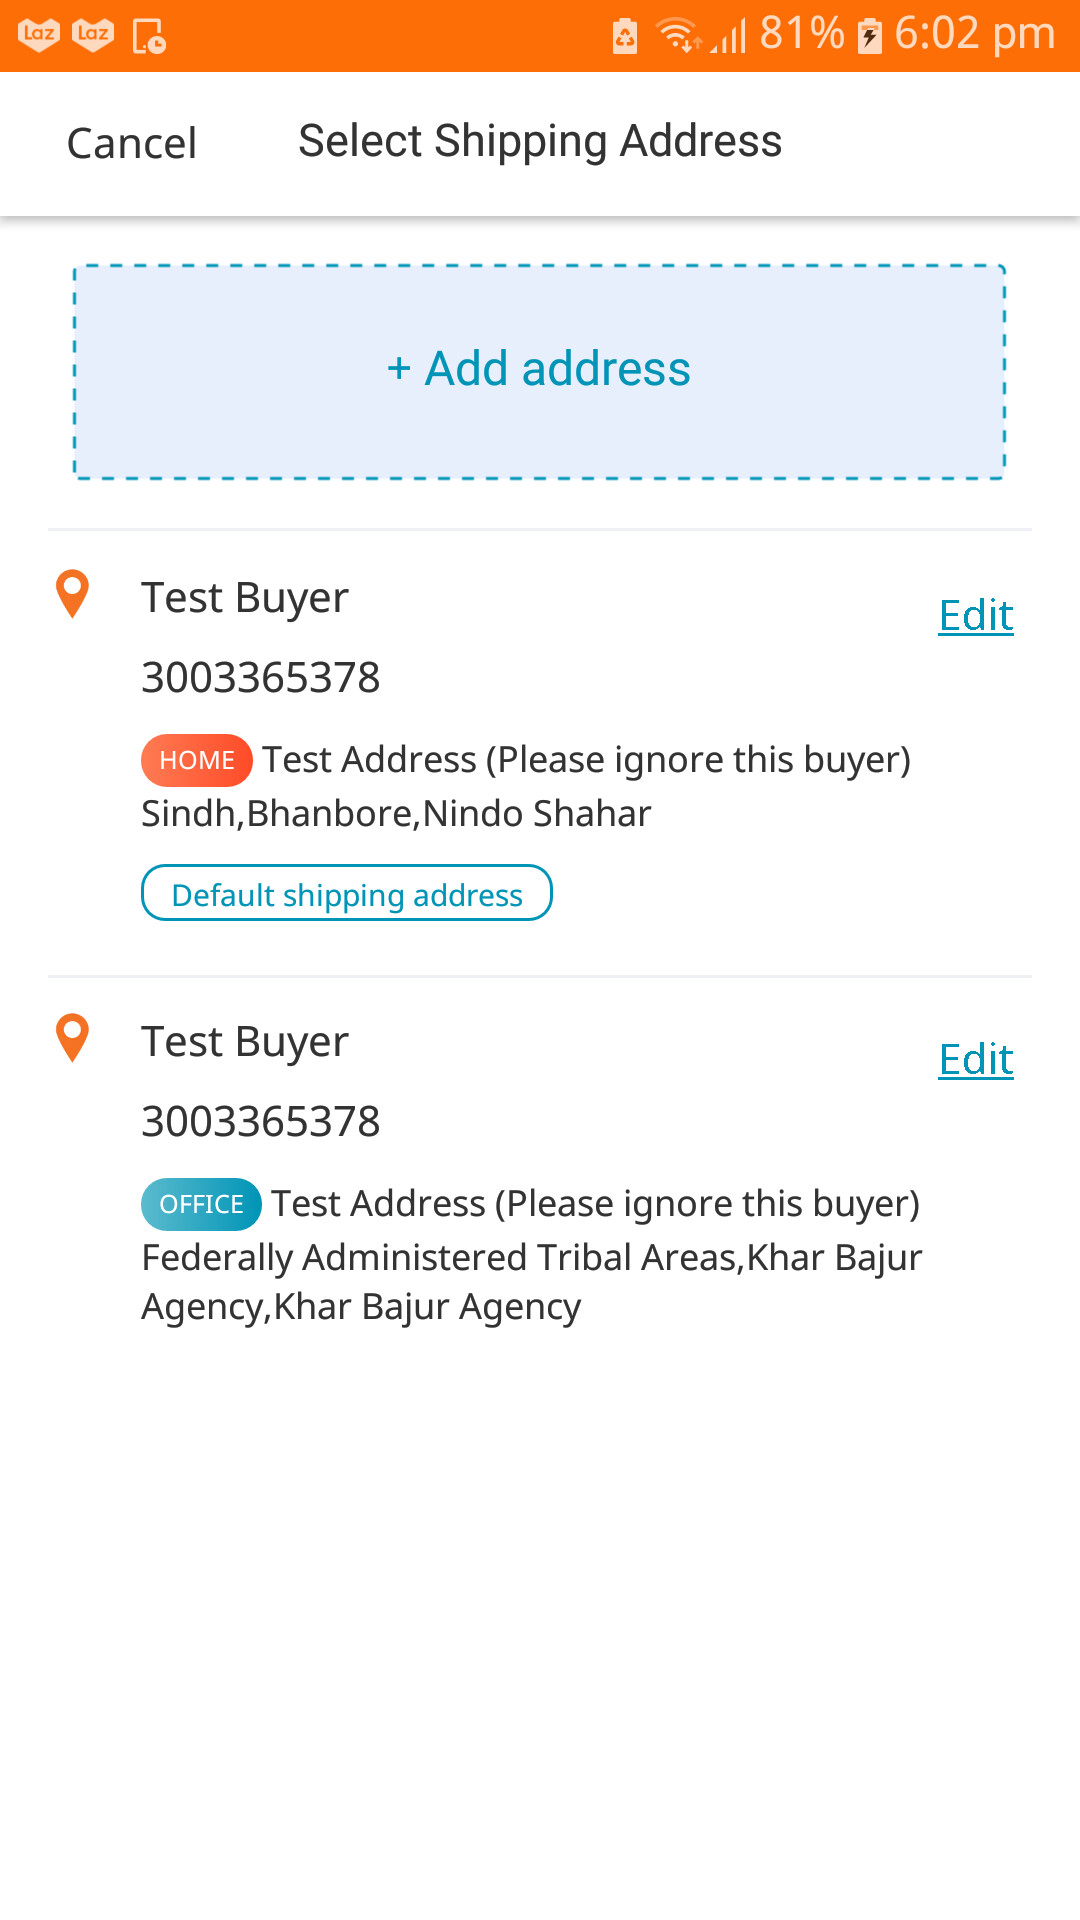 Laz Laz 81% 6:02 pm
Cancel Select Shipping Address
+ Add address
Test Buyer
Edit
3003365378
HOME Test Address (Please ignore this buyer)
Sindh,Bhanbore,Nindo Shahar
Default shipping address
Test Buyer
Edit
3003365378
OFFICE Test Address (Please ignore this buyer)
Federally Administered Tribal Areas,Khar Bajur
Agency,Khar Bajur Agency